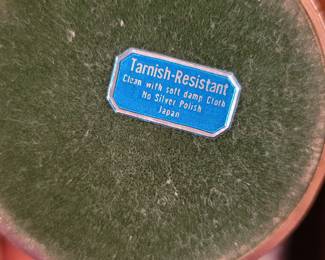 Tarnish-Resistant
Clean with soft damp Cloth
No Silver Polish
Japan